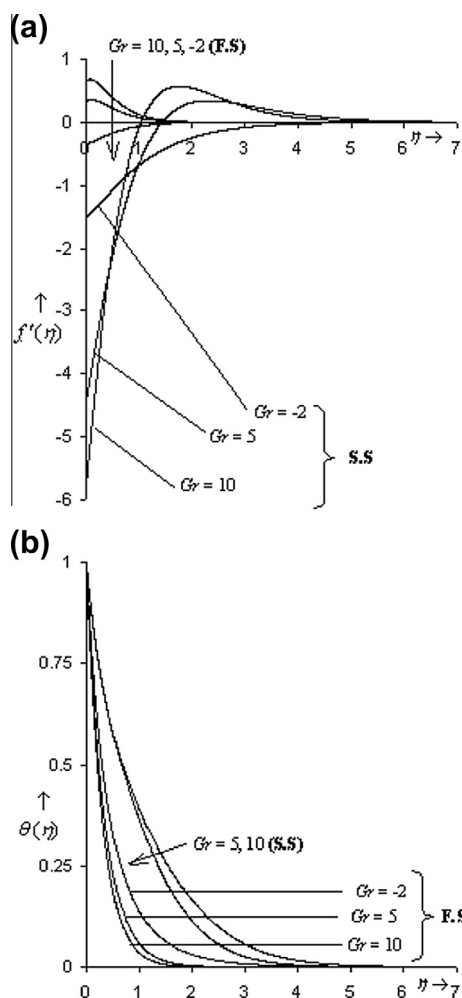 (a)
Gr = 10, 5, -2 (F.S)
1
0
0 1 2 3 4 5 6 7
η →
-1
-2
-3
↑
f'(η)
-4
Gr = -2
Gr = 5
S.S
-5
Gr = 10
-6
(b)
1
0.75
0.5
↑
θ(η)
Gr = 5, 10 (S.S)
0.25
Gr = -2
Gr = 5
F.S
Gr = 10
0
0 1 2 3 4 5 6 7
η →